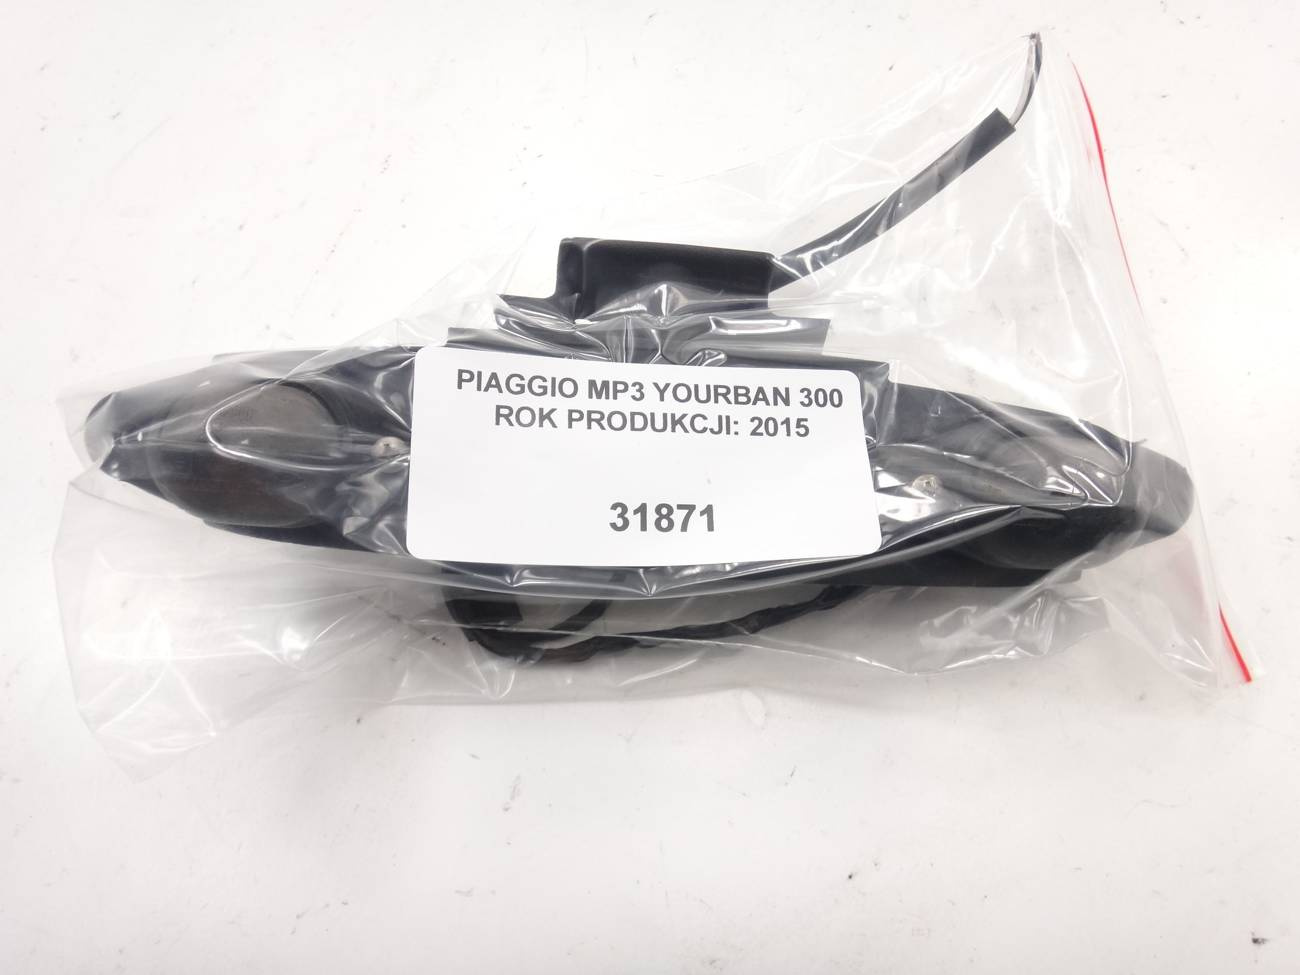 PIAGGIO MP3 YOURBAN 300
ROK PRODUKCJI: 2015
31871